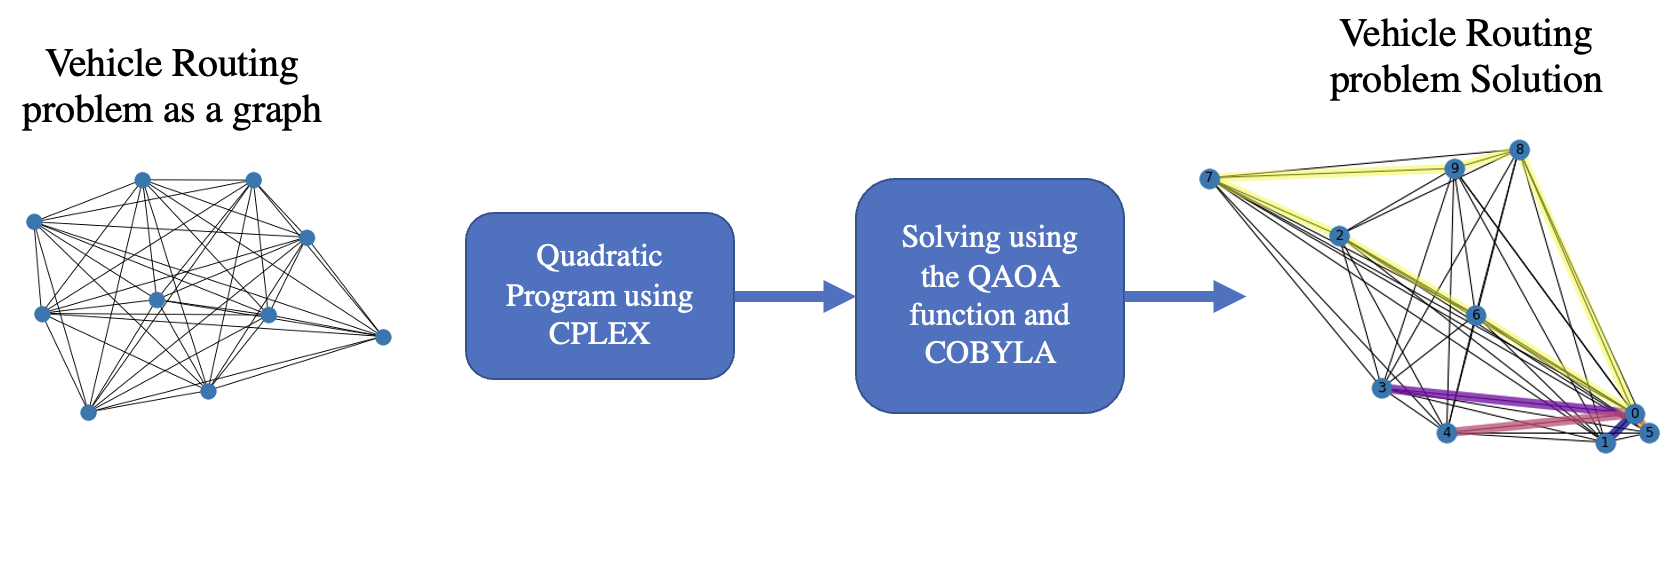 Vehicle Routing
problem as a graph
Quadratic
Program using
CPLEX
Solving using
the QAOA
function and
COBYLA
Vehicle Routing
problem Solution
8
9
7
2
6
3
0
4
1
5